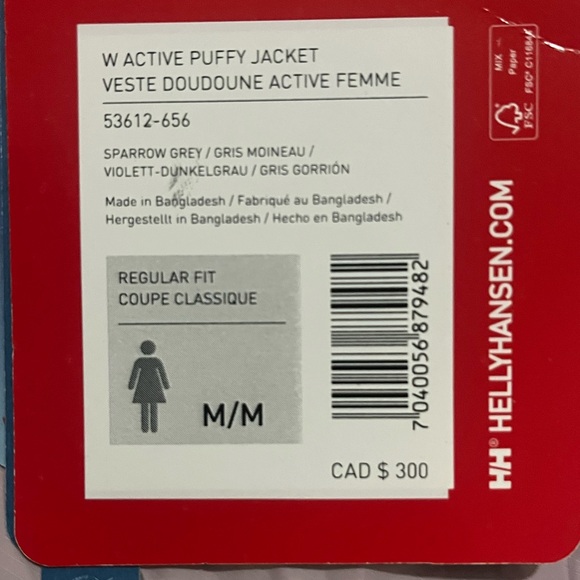 W ACTIVE PUFFY JACKET
VESTE DOUDOUNE ACTIVE FEMME
53612-656
SPARROW GREY / GRIS MOINEAU /
VIOLETT-DUNKELGRAU / GRIS GORRIÓN
Made in Bangladesh / Fabriqué au Bangladesh /
Hergestellt in Bangladesh / Hecho en Bangladesh
REGULAR FIT
COUPE CLASSIQUE
M/M
7 040056 879482
CAD $ 300
HH® HELLYHANSEN.COM
FSC
MIX
Paper
FSC®